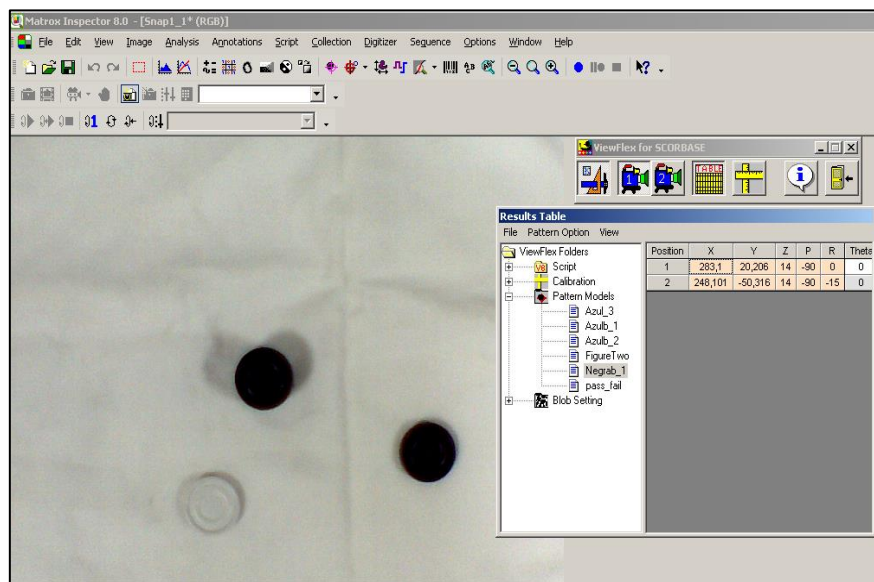 Matrox Inspector 8.0 - [Snap1_1* (RGB)]
File Edit View Image Analysis Annotations Script Collection Digitizer Sequence Options Window Help
ViewFlex for SCORBASE
1 2 TABLE
Results Table
File Pattern Option View
ViewFlex Folders
Script
Calibration
Pattern Models
Azul_3
Azulb_1
Azulb_2
FigureTwo
Negrab_1
pass_fail
Blob Setting
Position X Y Z P R Theta
1 283,1 20,206 14 -90 0 0
2 248,101 -50,316 14 -90 -15 0